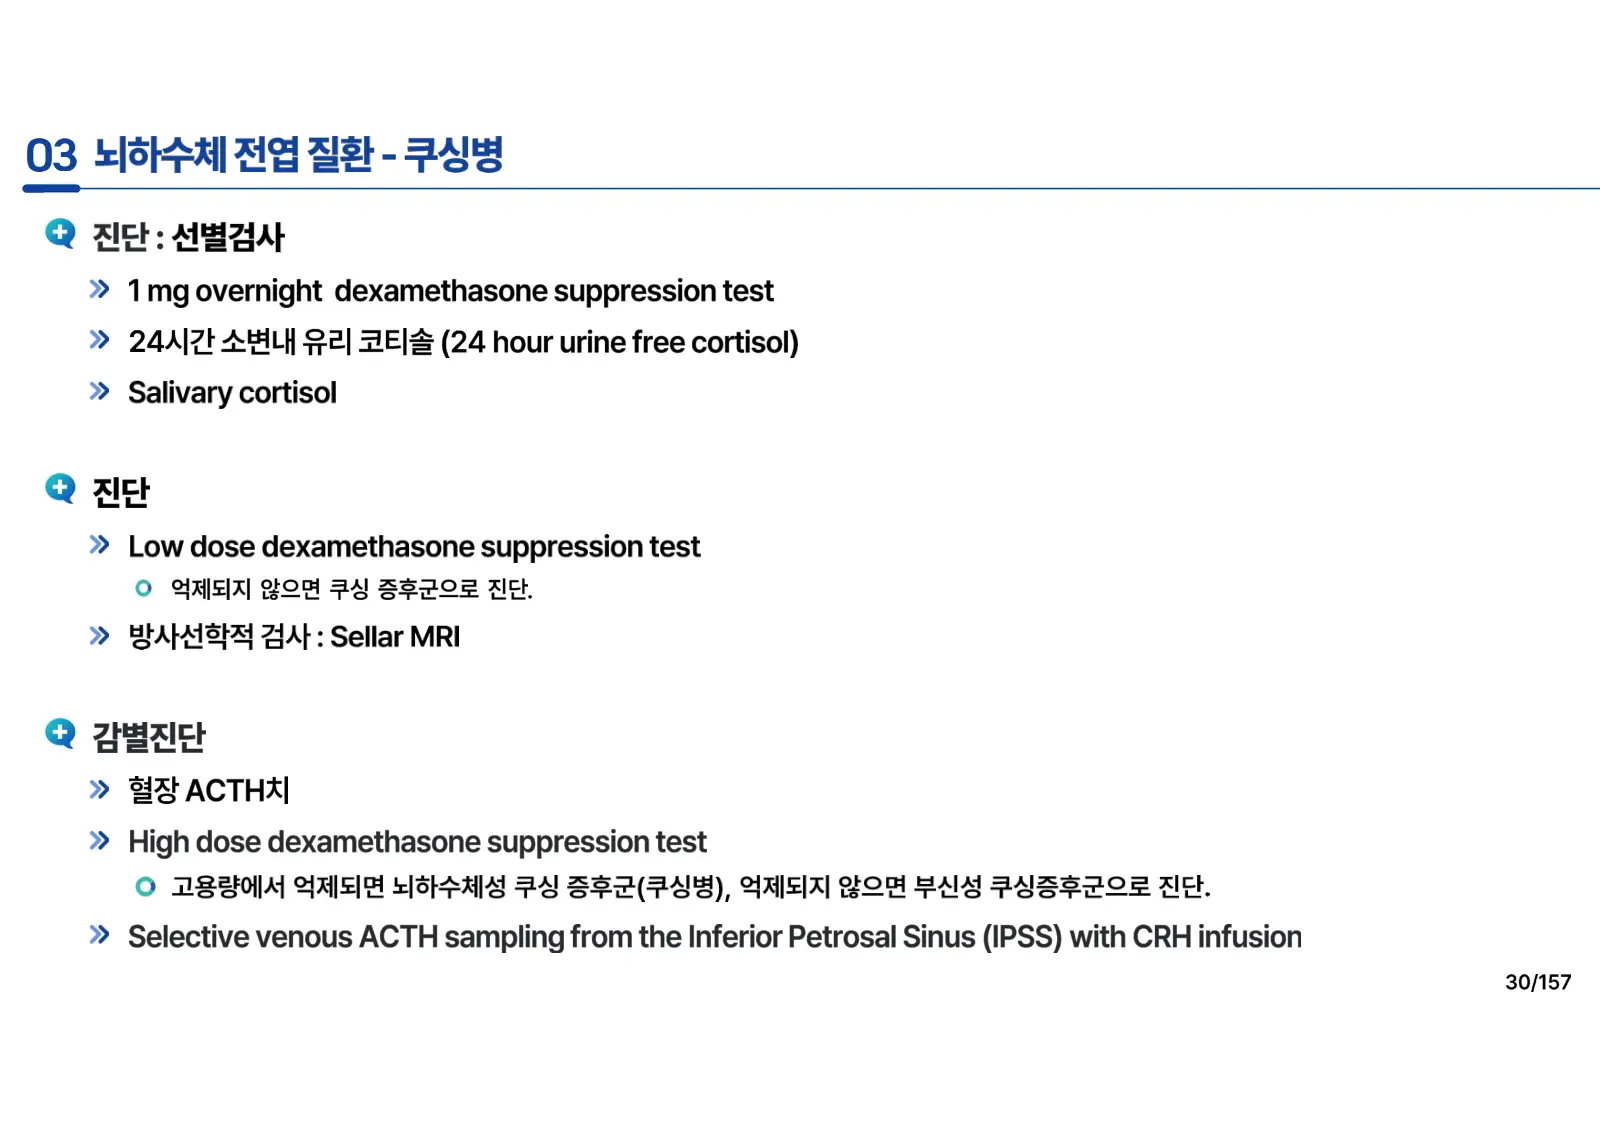 03 뇌하수체 전엽 질환 - 쿠싱병
진단 : 선별검사
1 mg overnight dexamethasone suppression test
24시간 소변내 유리 코티솔 (24 hour urine free cortisol)
Salivary cortisol
진단
Low dose dexamethasone suppression test
억제되지 않으면 쿠싱 증후군으로 진단.
방사선학적 검사 : Sellar MRI
감별진단
혈장 ACTH치
High dose dexamethasone suppression test
고용량에서 억제되면 뇌하수체성 쿠싱 증후군(쿠싱병), 억제되지 않으면 부신성 쿠싱증후군으로 진단.
Selective venous ACTH sampling from the Inferior Petrosal Sinus (IPSS) with CRH infusion
30/157